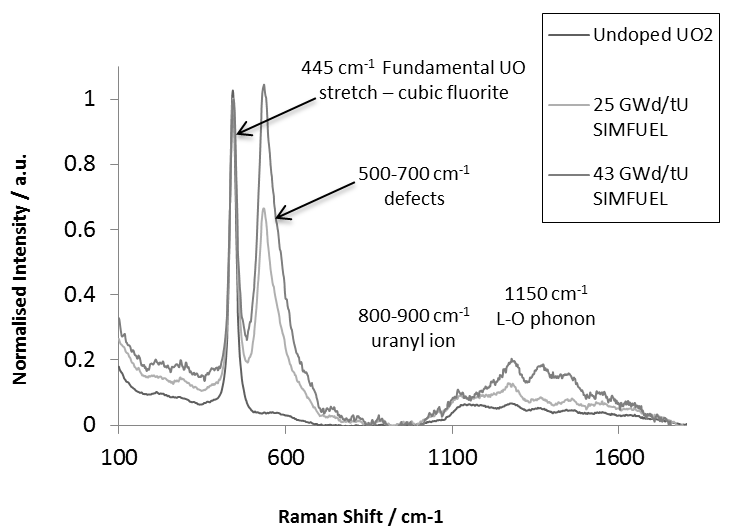 Undoped UO2
25 GWd/tU
SIMFUEL
43 GWd/tU
SIMFUEL
445 cm-1 Fundamental UO
stretch – cubic fluorite
500-700 cm-1
defects
800-900 cm-1
uranyl ion
1150 cm-1
L-O phonon
Normalised Intensity / a.u.
1
0.8
0.6
0.4
0.2
0
100
600
1100
1600
Raman Shift / cm-1